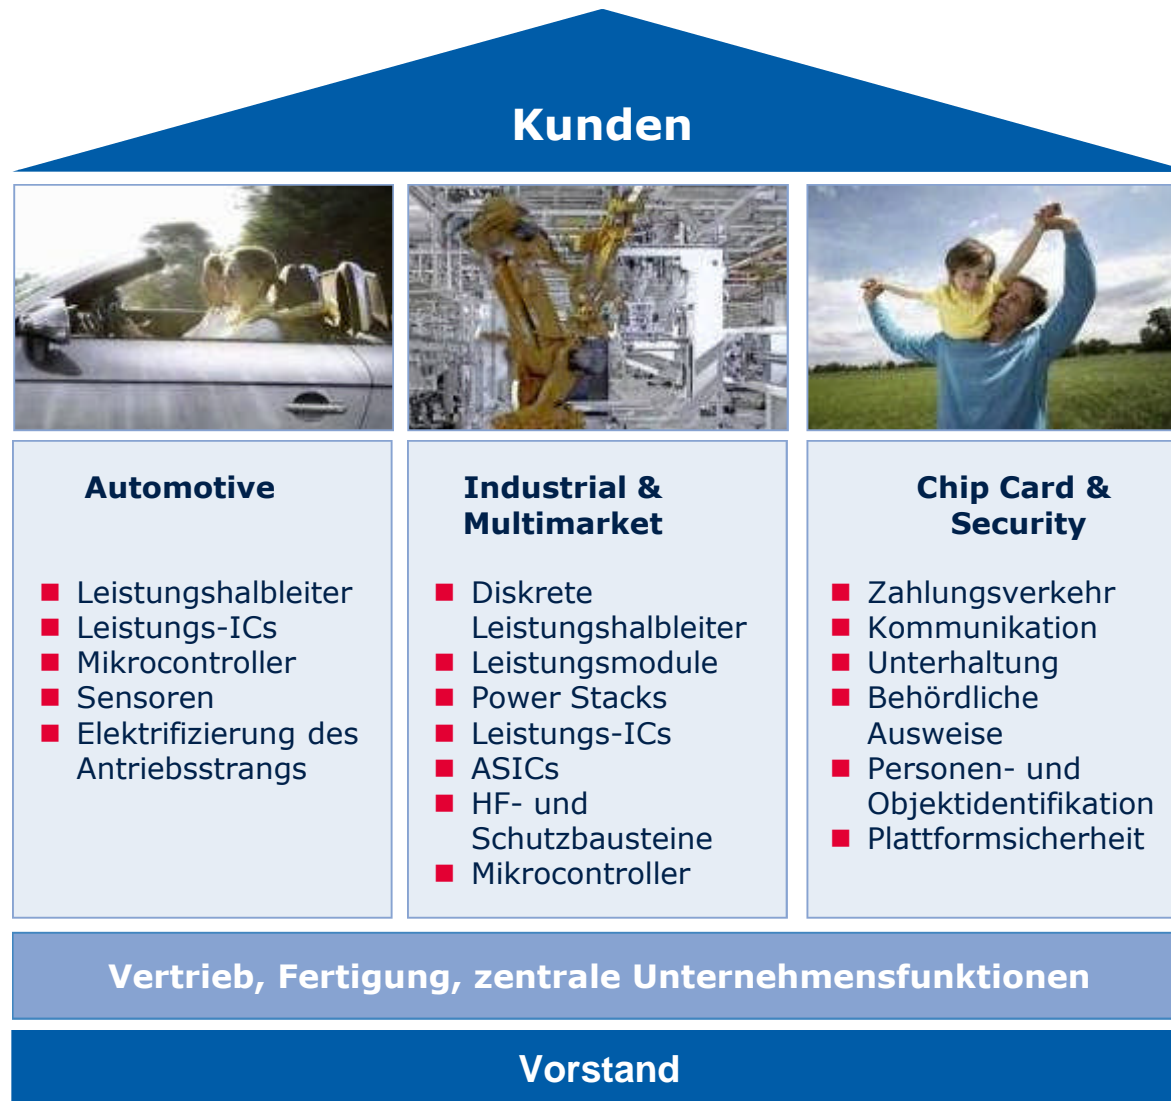 Kunden
Automotive
Leistungshalbleiter
Leistungs-ICs
Mikrocontroller
Sensoren
Elektrifizierung des
Antriebsstrangs
Industrial &
Multimarket
Diskrete
Leistungshalbleiter
Leistungsmodule
Power Stacks
Leistungs-ICs
ASICs
HF- und
Schutzbausteine
Mikrocontroller
Chip Card &
Security
Zahlungsverkehr
Kommunikation
Unterhaltung
Behördliche
Ausweise
Personen- und
Objektidentifikation
Plattformsicherheit
Vertrieb, Fertigung, zentrale Unternehmensfunktionen
Vorstand